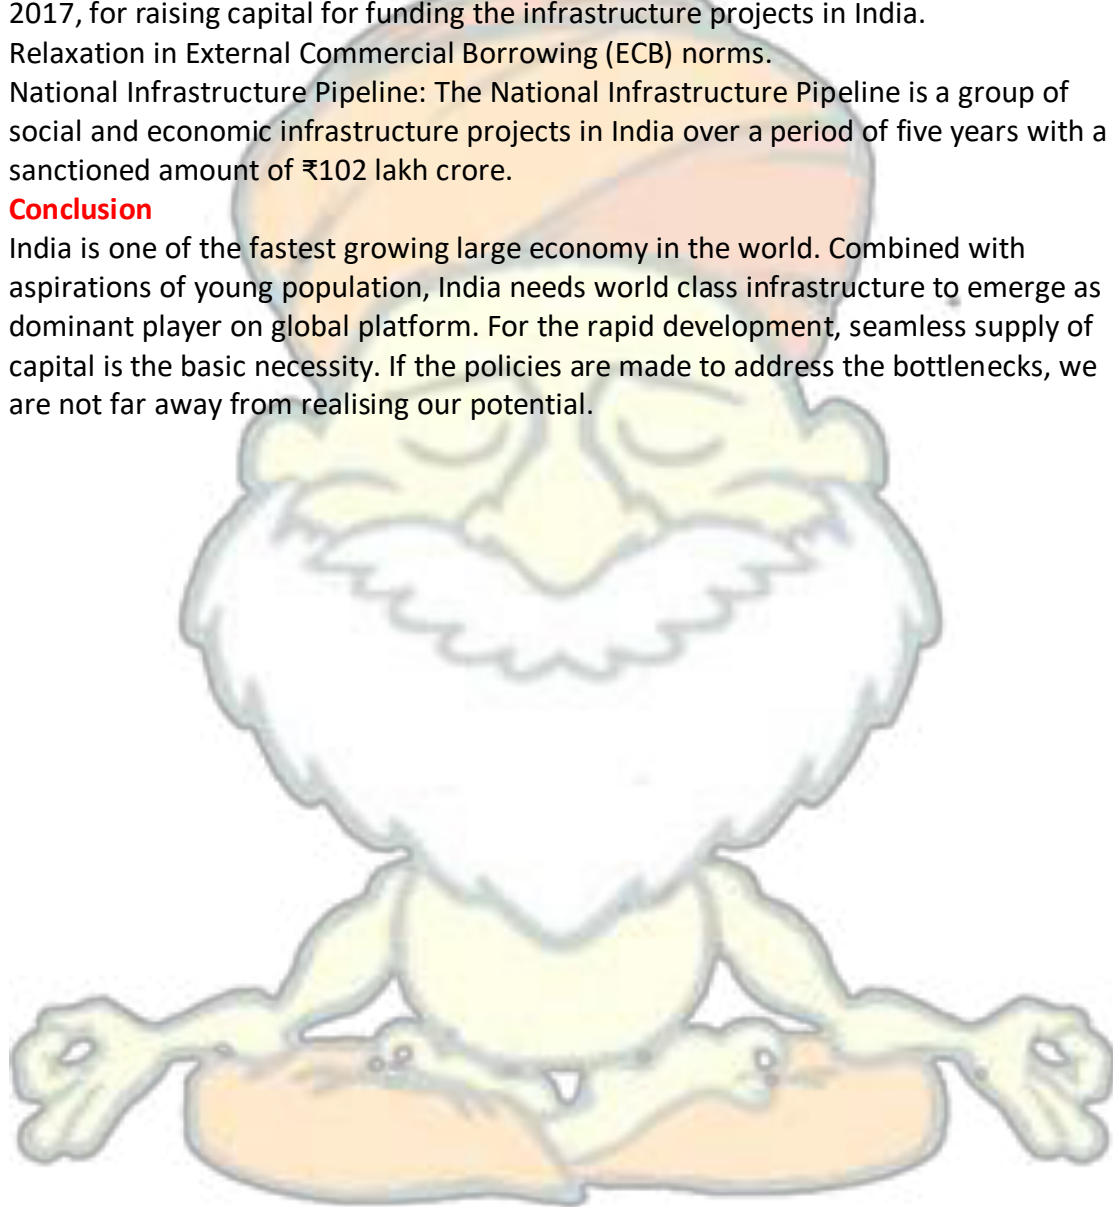 2017, for raising capital for funding the infrastructure projects in India.
Relaxation in External Commercial Borrowing (ECB) norms.
National Infrastructure Pipeline: The National Infrastructure Pipeline is a group of
social and economic infrastructure projects in India over a period of five years with a
sanctioned amount of ₹102 lakh crore.
Conclusion
India is one of the fastest growing large economy in the world. Combined with
aspirations of young population, India needs world class infrastructure to emerge as
dominant player on global platform. For the rapid development, seamless supply of
capital is the basic necessity. If the policies are made to address the bottlenecks, we
are not far away from realising our potential.